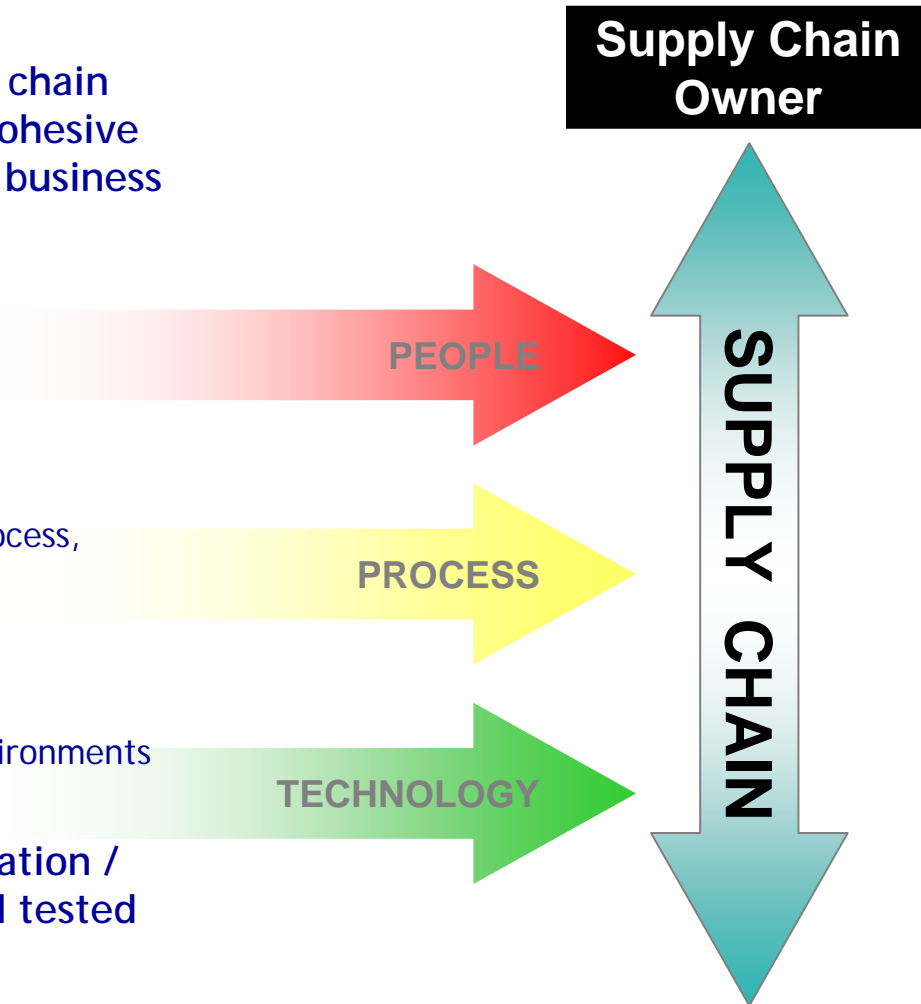 Supply Chain
Owner
chain
ohesive
business
PEOPLE
SUPPLY CHAIN
ocess,
PROCESS
ironments
TECHNOLOGY
ation /
tested